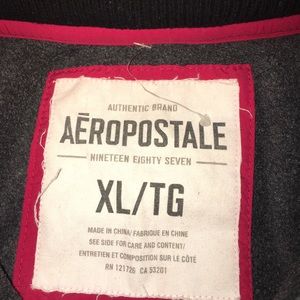 AUTHENTIC BRAND
AÉROPOSTALE
NINETEEN EIGHTY SEVEN
XL/TG
MADE IN CHINA/FABRIQUE EN CHINE
SEE SIDE FOR CARE AND CONTENT/
ENTRETIEN ET COMPOSITION SUR LE CÔTÉ
RN 121726 CA 53201